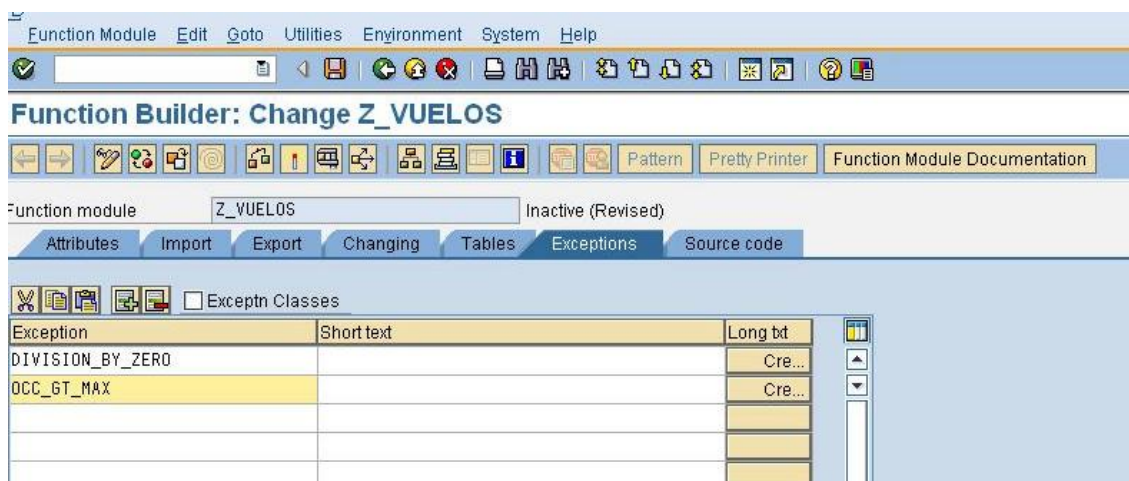 Function Module Edit Goto Utilities Environment System Help
Function Builder: Change Z_VUELOS
Pattern Pretty Printer Function Module Documentation
Function module Z_VUELOS Inactive (Revised)
Attributes Import Export Changing Tables Exceptions Source code
Exceptn Classes
Exception Short text Long txt
DIVISION_BY_ZERO Cre...
OCC_GT_MAX Cre...